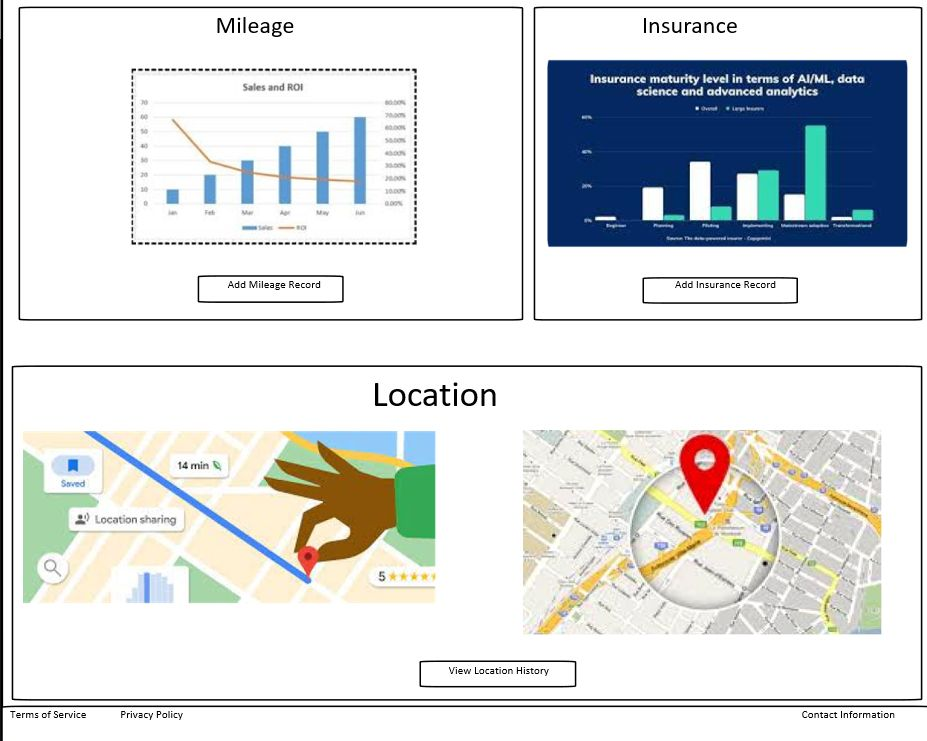 Mileage
Sales and ROI
70
60
50
40
30
20
10
0
80.00%
70.00%
60.00%
50.00%
40.00%
30.00%
20.00%
10.00%
0.00%
Jan Feb Mar Apr May Jun
Sales ROI
Add Mileage Record
Insurance
Insurance maturity level in terms of AI/ML, data
science and advanced analytics
Overall Large Insurers
60%
40%
20%
0%
Beginner Planning Piloting Implementing Mainstream adoption Transformational
Source: The data-powered insurer - Capgemini
Add Insurance Record
Location
14 min
Saved
Location sharing
5
View Location History
Terms of Service Privacy Policy Contact Information